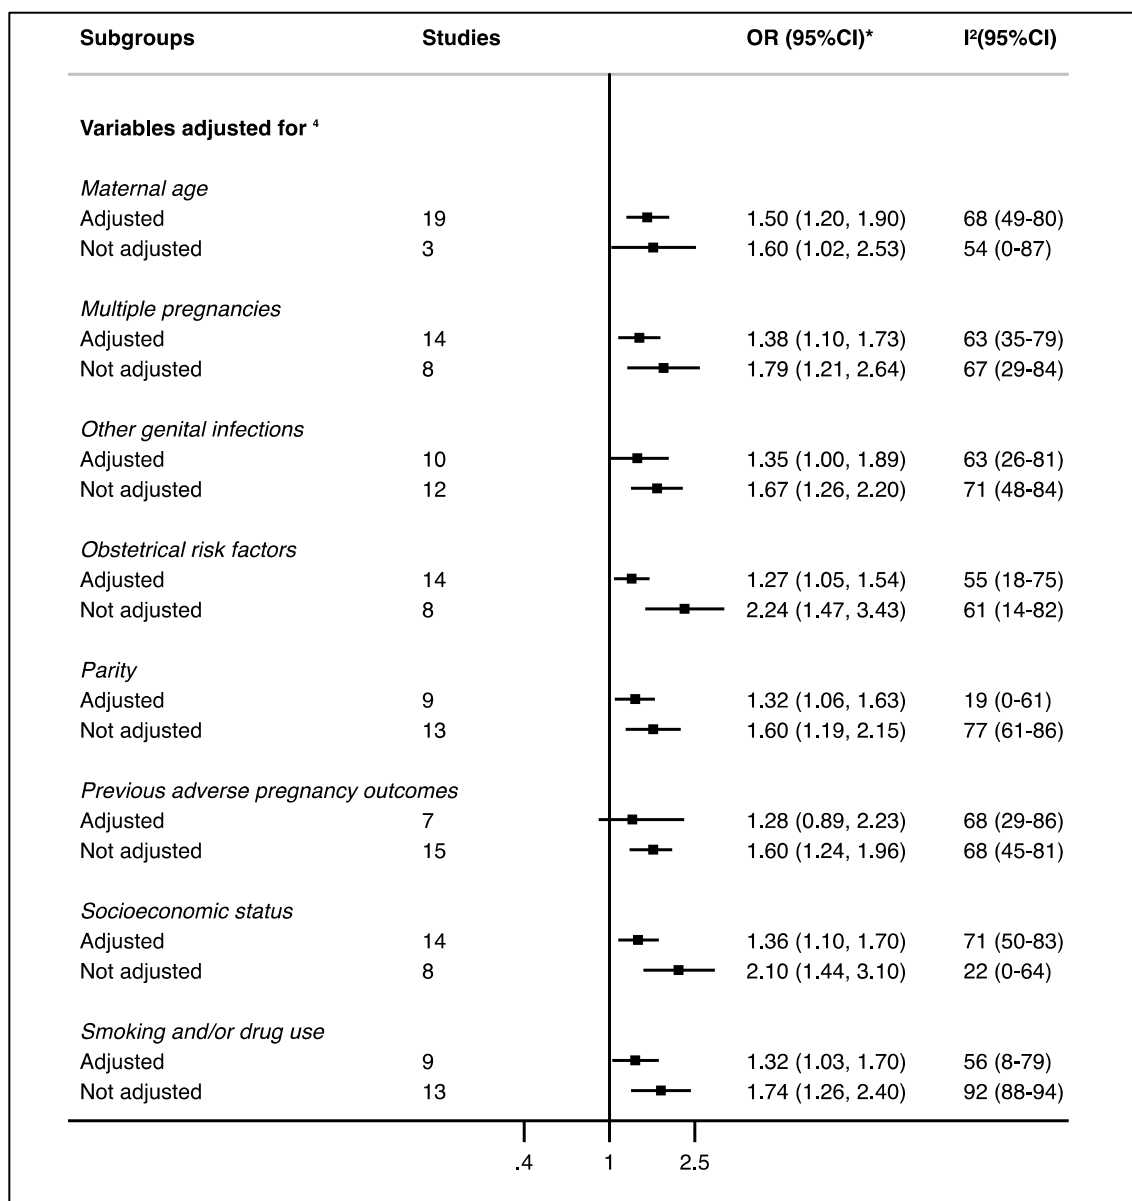 Subgroups Studies OR (95%CI)* I²(95%CI)
Variables adjusted for ⁴
Maternal age
Adjusted 19 1.50 (1.20, 1.90) 68 (49-80)
Not adjusted 3 1.60 (1.02, 2.53) 54 (0-87)
Multiple pregnancies
Adjusted 14 1.38 (1.10, 1.73) 63 (35-79)
Not adjusted 8 1.79 (1.21, 2.64) 67 (29-84)
Other genital infections
Adjusted 10 1.35 (1.00, 1.89) 63 (26-81)
Not adjusted 12 1.67 (1.26, 2.20) 71 (48-84)
Obstetrical risk factors
Adjusted 14 1.27 (1.05, 1.54) 55 (18-75)
Not adjusted 8 2.24 (1.47, 3.43) 61 (14-82)
Parity
Adjusted 9 1.32 (1.06, 1.63) 19 (0-61)
Not adjusted 13 1.60 (1.19, 2.15) 77 (61-86)
Previous adverse pregnancy outcomes
Adjusted 7 1.28 (0.89, 2.23) 68 (29-86)
Not adjusted 15 1.60 (1.24, 1.96) 68 (45-81)
Socioeconomic status
Adjusted 14 1.36 (1.10, 1.70) 71 (50-83)
Not adjusted 8 2.10 (1.44, 3.10) 22 (0-64)
Smoking and/or drug use
Adjusted 9 1.32 (1.03, 1.70) 56 (8-79)
Not adjusted 13 1.74 (1.26, 2.40) 92 (88-94)
.4 1 2.5